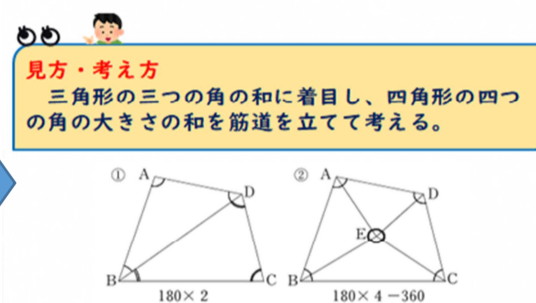 見方・考え方
三角形の三つの角の和に着目し、四角形の四つ
の角の大きさの和を筋道を立てて考える。
① A D B C
180×2
② A D E B C
180×4－360